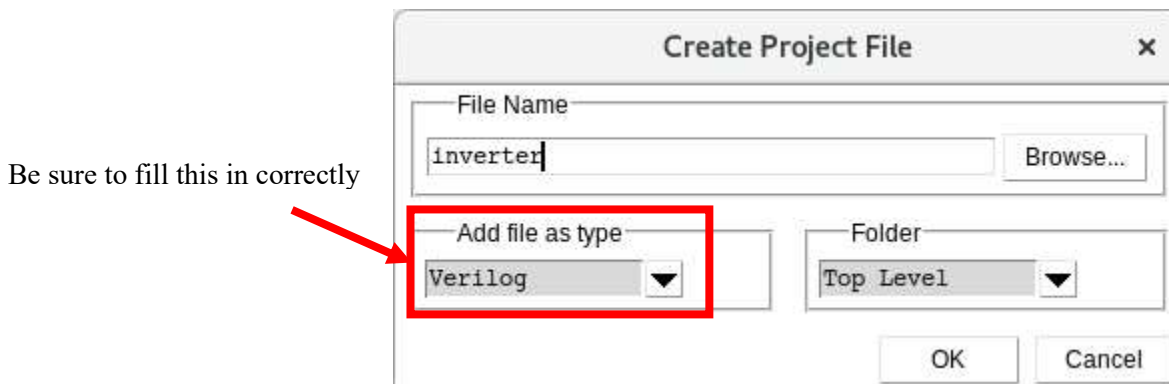 Create Project File ×
File Name
inverter
Browse...
Be sure to fill this in correctly
Add file as type
Folder
Verilog
Top Level
OK
Cancel